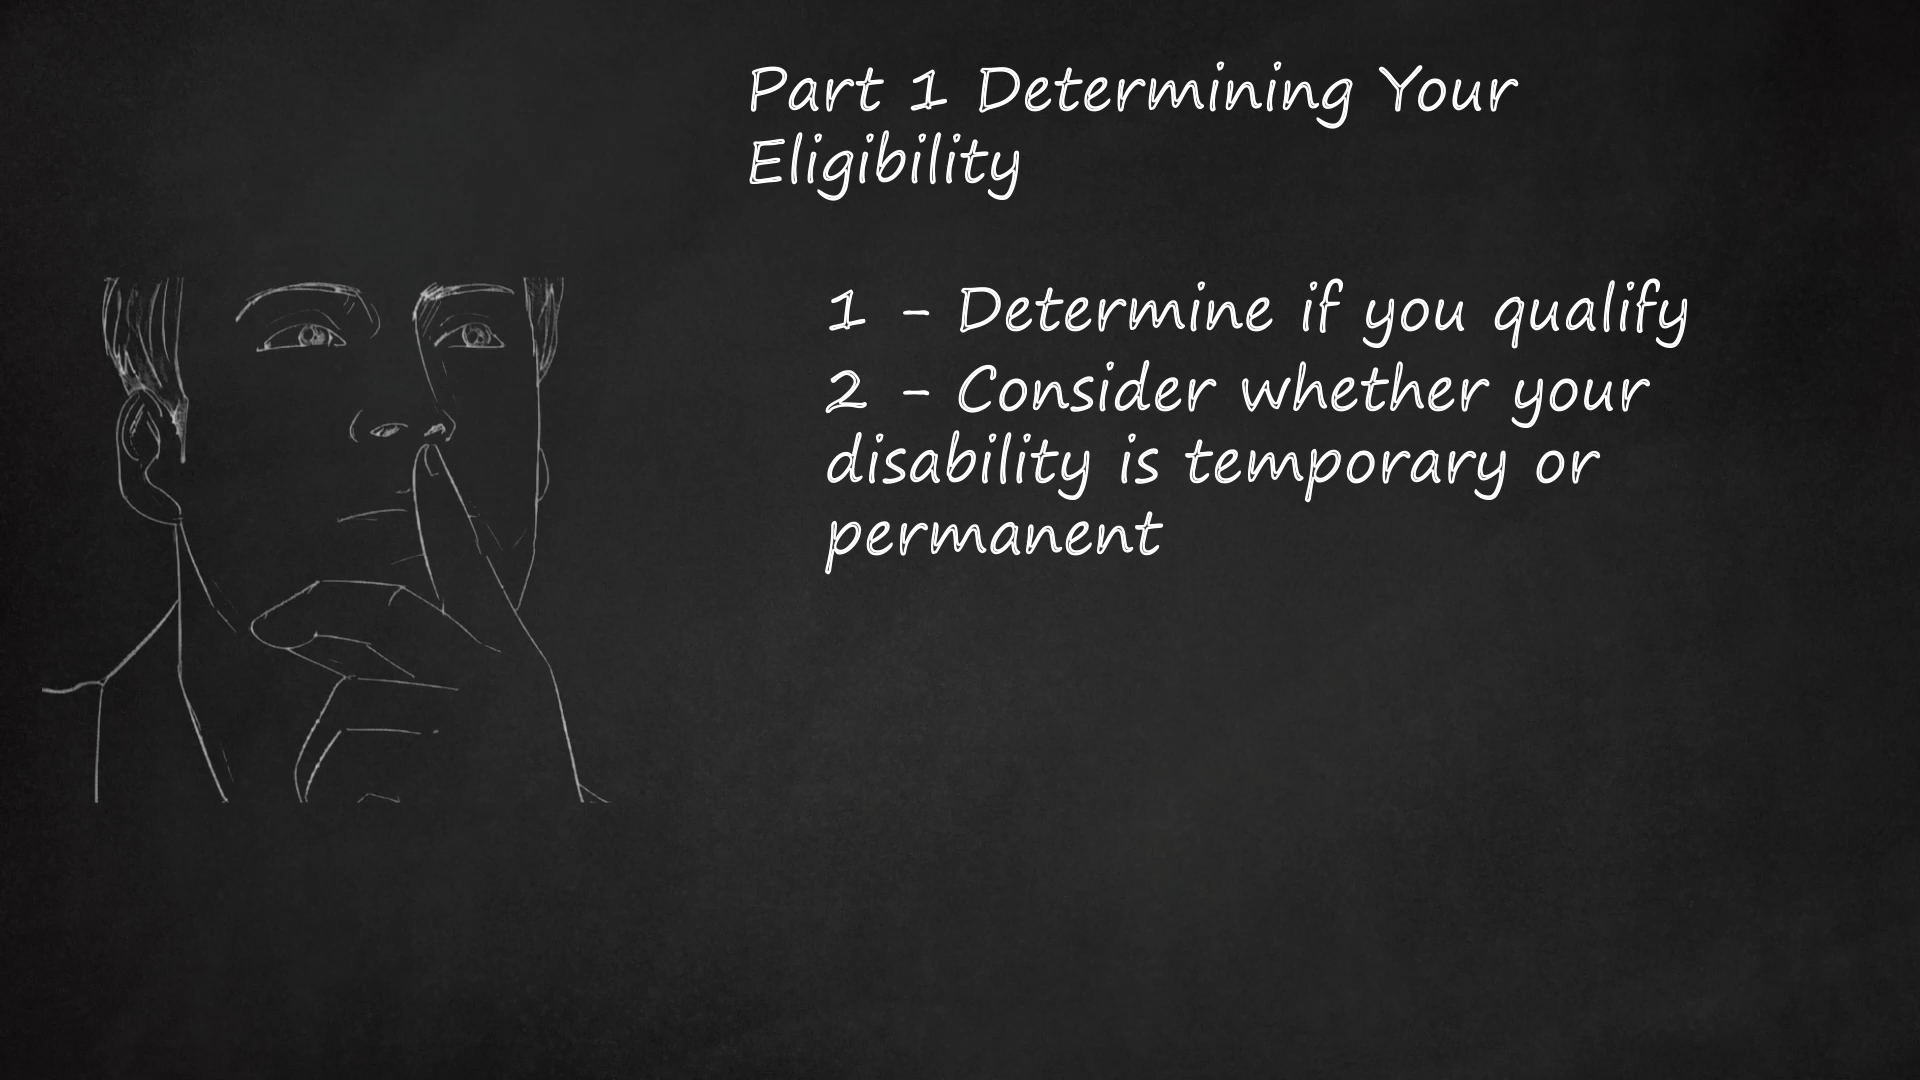 Part 1 Determining Your
Eligibility
1 - Determine if you qualify
2 - Consider whether your
disability is temporary or
permanent